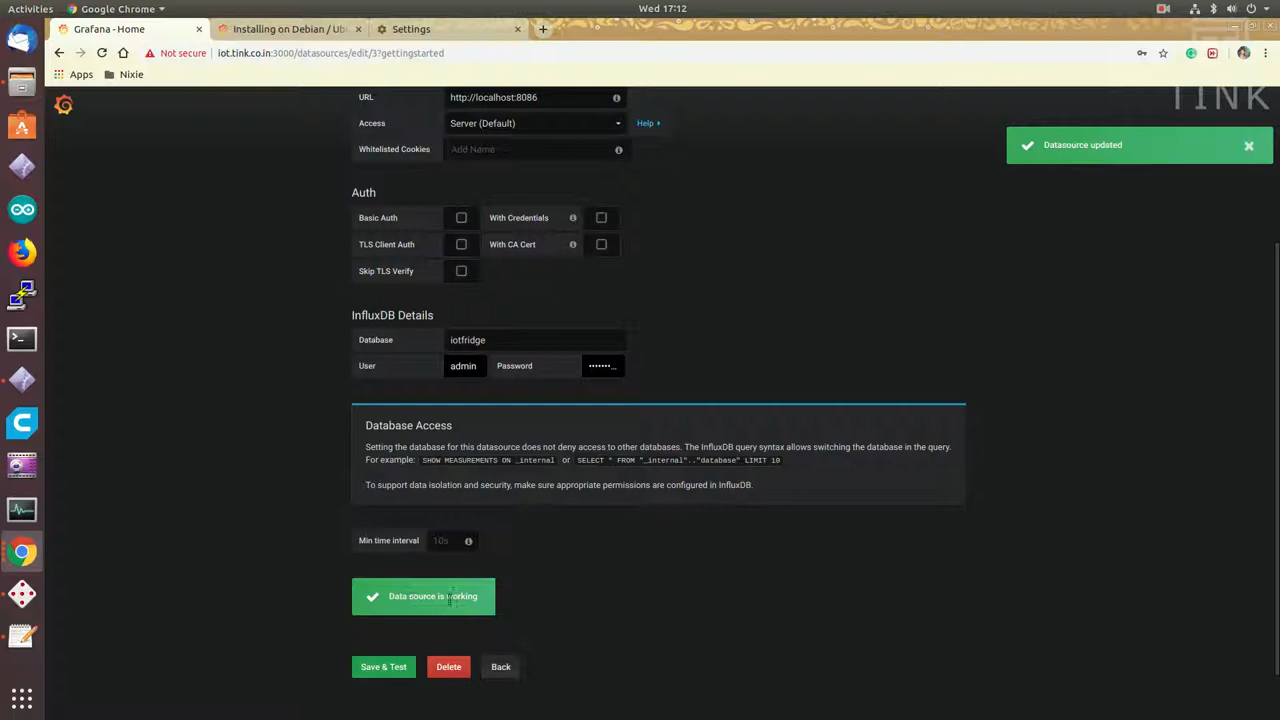 Activities
Google Chrome
Wed 17:12
Grafana - Home
Installing on Debian / Ub
Settings
Not secure
iot.tink.co.in:3000/datasources/edit/3?gettingstarted
Apps
Nixie
TINK
URL
http://localhost:8086
Access
Server (Default)
Help
Whitelisted Cookies
Add Name
Datasource updated
Auth
Basic Auth
With Credentials
TLS Client Auth
With CA Cert
Skip TLS Verify
InfluxDB Details
Database
iotfridge
User
admin
Password
•••••••...
Database Access
Setting the database for this datasource does not deny access to other databases. The InfluxDB query syntax allows switching the database in the query.
For example: SHOW MEASUREMENTS ON _internal or SELECT * FROM "_internal".."database" LIMIT 10
To support data isolation and security, make sure appropriate permissions are configured in InfluxDB.
Min time interval
10s
Data source is working
Save & Test
Delete
Back